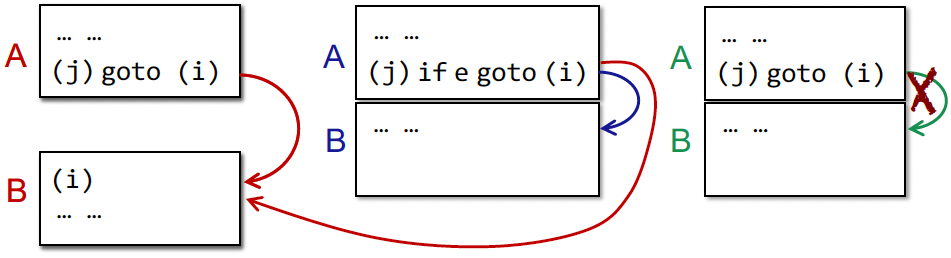 … …
A
(j) goto (i)
B
(i)
… …
… …
A
(j) if e goto (i)
B
… …
… …
A
(j) goto (i)
X
B
… …